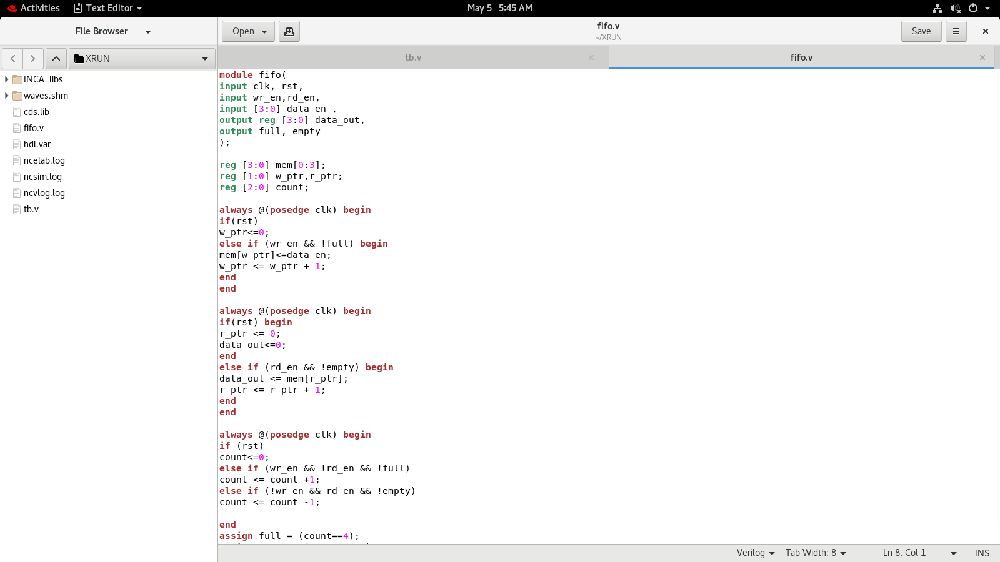 Activities Text Editor May 5 5:45 AM
File Browser Open fifo.v Save
~/XRUN
XRUN tb.v fifo.v
INCA_libs
waves.shm
cds.lib
fifo.v
hdl.var
ncelab.log
ncsim.log
ncvlog.log
tb.v
module fifo(
input clk, rst,
input wr_en,rd_en,
input [3:0] data_en ,
output reg [3:0] data_out,
output full, empty
);
reg [3:0] mem[0:3];
reg [1:0] w_ptr,r_ptr;
reg [2:0] count;
always @(posedge clk) begin
if(rst)
w_ptr<=0;
else if (wr_en && !full) begin
mem[w_ptr]<=data_en;
w_ptr <= w_ptr + 1;
end
end
always @(posedge clk) begin
if(rst) begin
r_ptr <= 0;
data_out<=0;
end
else if (rd_en && !empty) begin
data_out <= mem[r_ptr];
r_ptr <= r_ptr + 1;
end
end
always @(posedge clk) begin
if (rst)
count<=0;
else if (wr_en && !rd_en && !full)
count <= count +1;
else if (!wr_en && rd_en && !empty)
count <= count -1;
end
assign full = (count==4);
Verilog Tab Width: 8 Ln 8, Col 1 INS